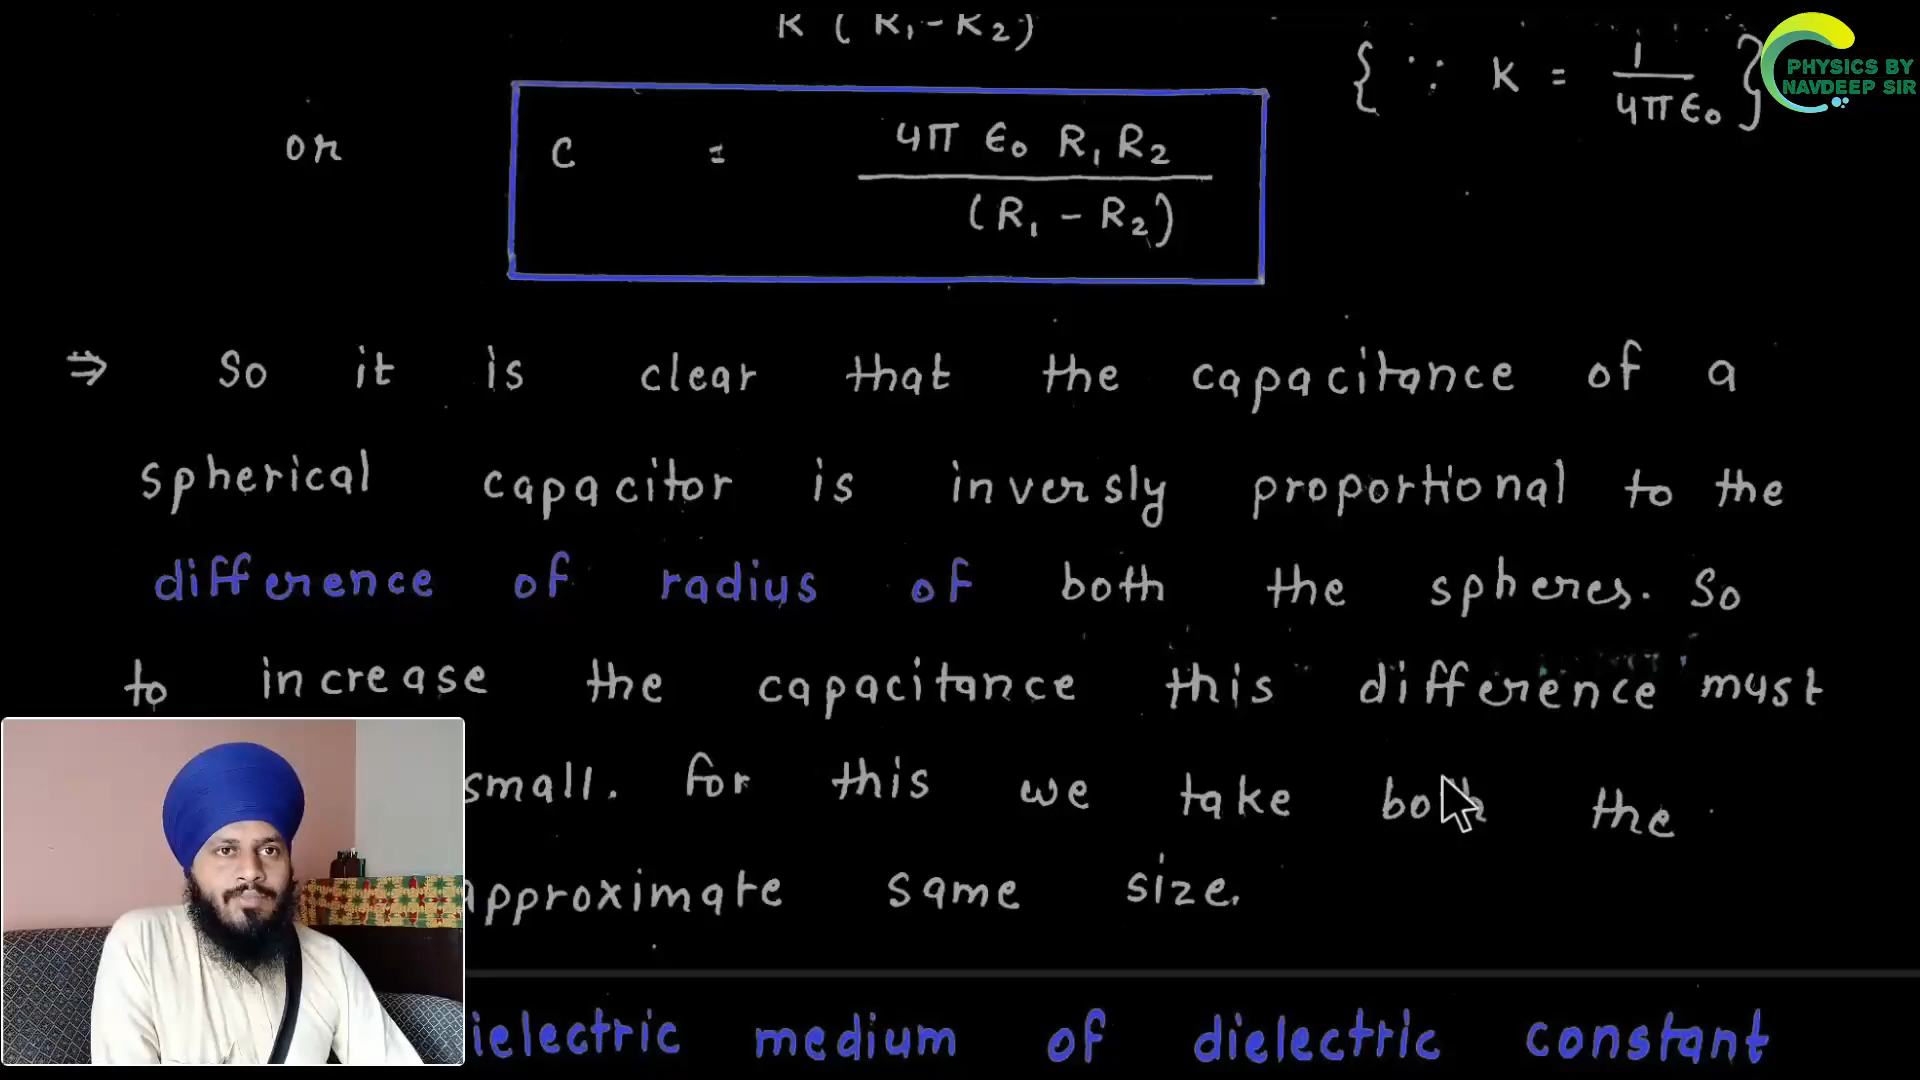 K ( R₁ - R₂ )
{ ∵ K = 1 / 4π ϵ₀ }
PHYSICS BY
NAVDEEP SIR
or C = 4π ϵ₀ R₁ R₂ / (R₁ - R₂)
⇒ So it is clear that the capacitance of a
spherical capacitor is inversly proportional to the
difference of radius of both the spheres. So
to increase the capacitance this difference must
small. for this we take both the
approximate same size.
ielectric medium of dielectric constant